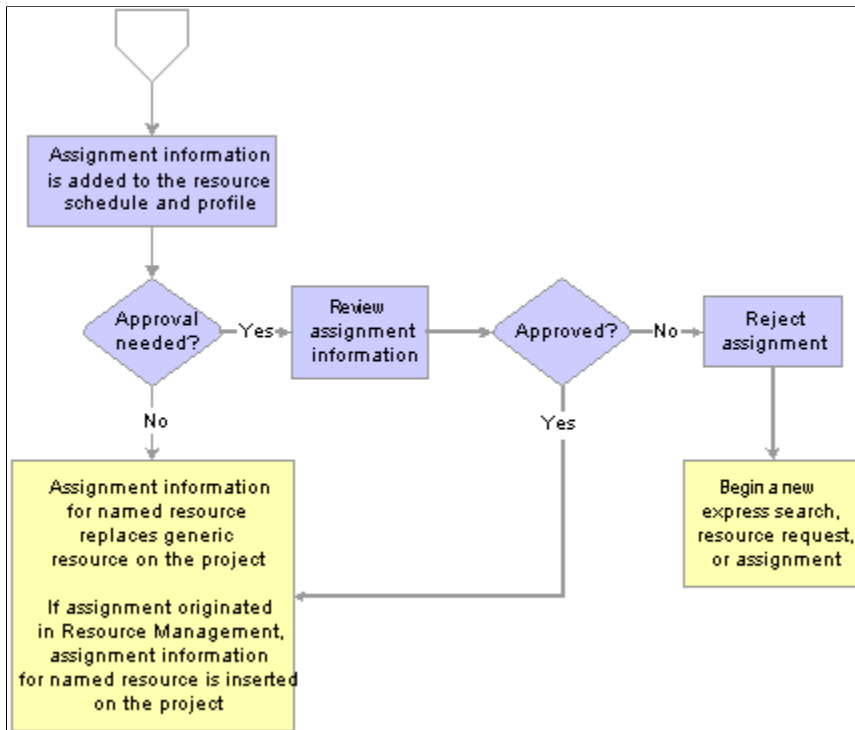 Assignment information
is added to the resource
schedule and profile
Approval
needed?
Yes
Review
assignment
information
Approved?
No
Reject
assignment
No
Yes
Assignment information
for named resource
replaces generic
resource on the project
If assignment originated
in Resource Management,
assignment information
for named resource is inserted
on the project
Begin a new
express search,
resource request,
or assignment